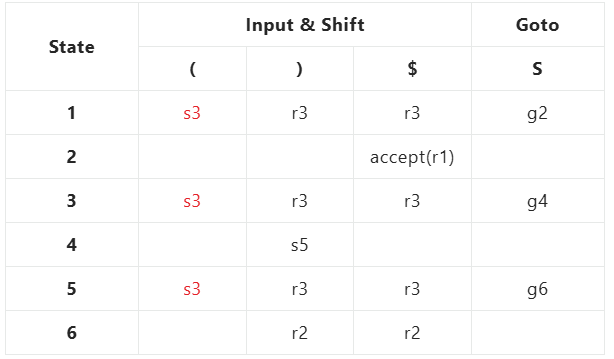 State Input & Shift Goto
( ) $ S
1 s3 r3 r3 g2
2 accept(r1)
3 s3 r3 r3 g4
4 s5
5 s3 r3 r3 g6
6 r2 r2